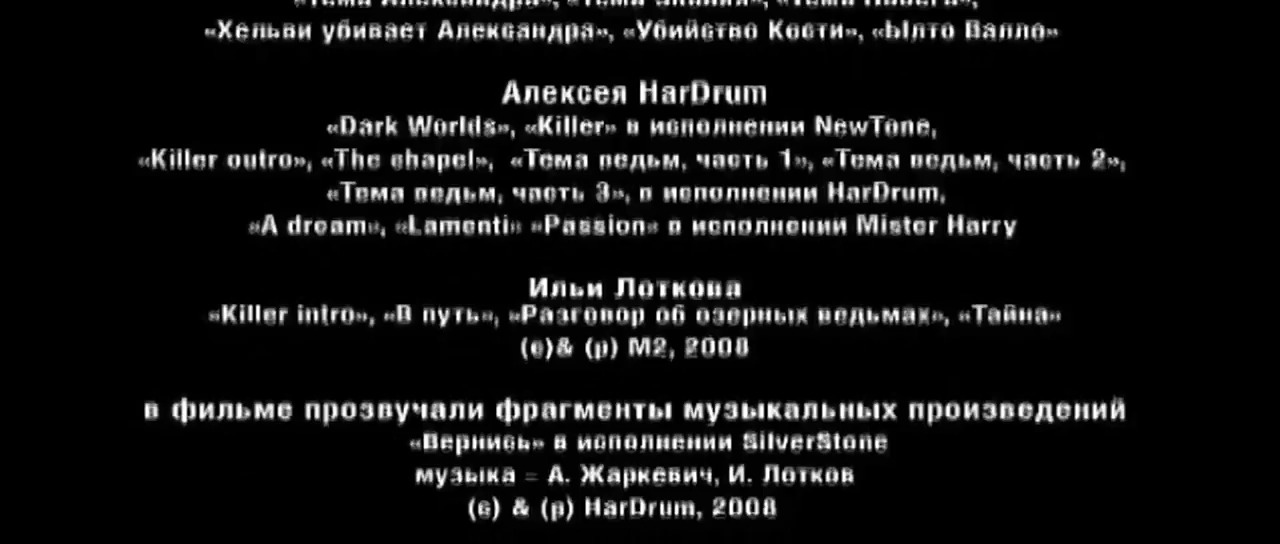 «Тема Александра», «Тема
«Хельви убивает Александра», «Убийство Кости», «Ылто Валло»
Алексея HarDrum
«Dark Worlds», «Killer» в исполнении NewTone,
«Killer outro», «The chapel», «Тема ведьм, часть 1», «Тема ведьм, часть 2»,
«Тема ведьм, часть 3», в исполнении HarDrum,
«A dream», «Lamenti» «Passion» в исполнении Mister Harry
Ильи Лоткова
«Killer intro», «В путь», «Разговор об озерных ведьмах», «Тайна»
(c)& (p) M2, 2008
в фильме прозвучали фрагменты музыкальных произведений
«Вернись» в исполнении SilverStone
музыка - А. Жаркевич, И. Лотков
(c) & (p) HarDrum, 2008